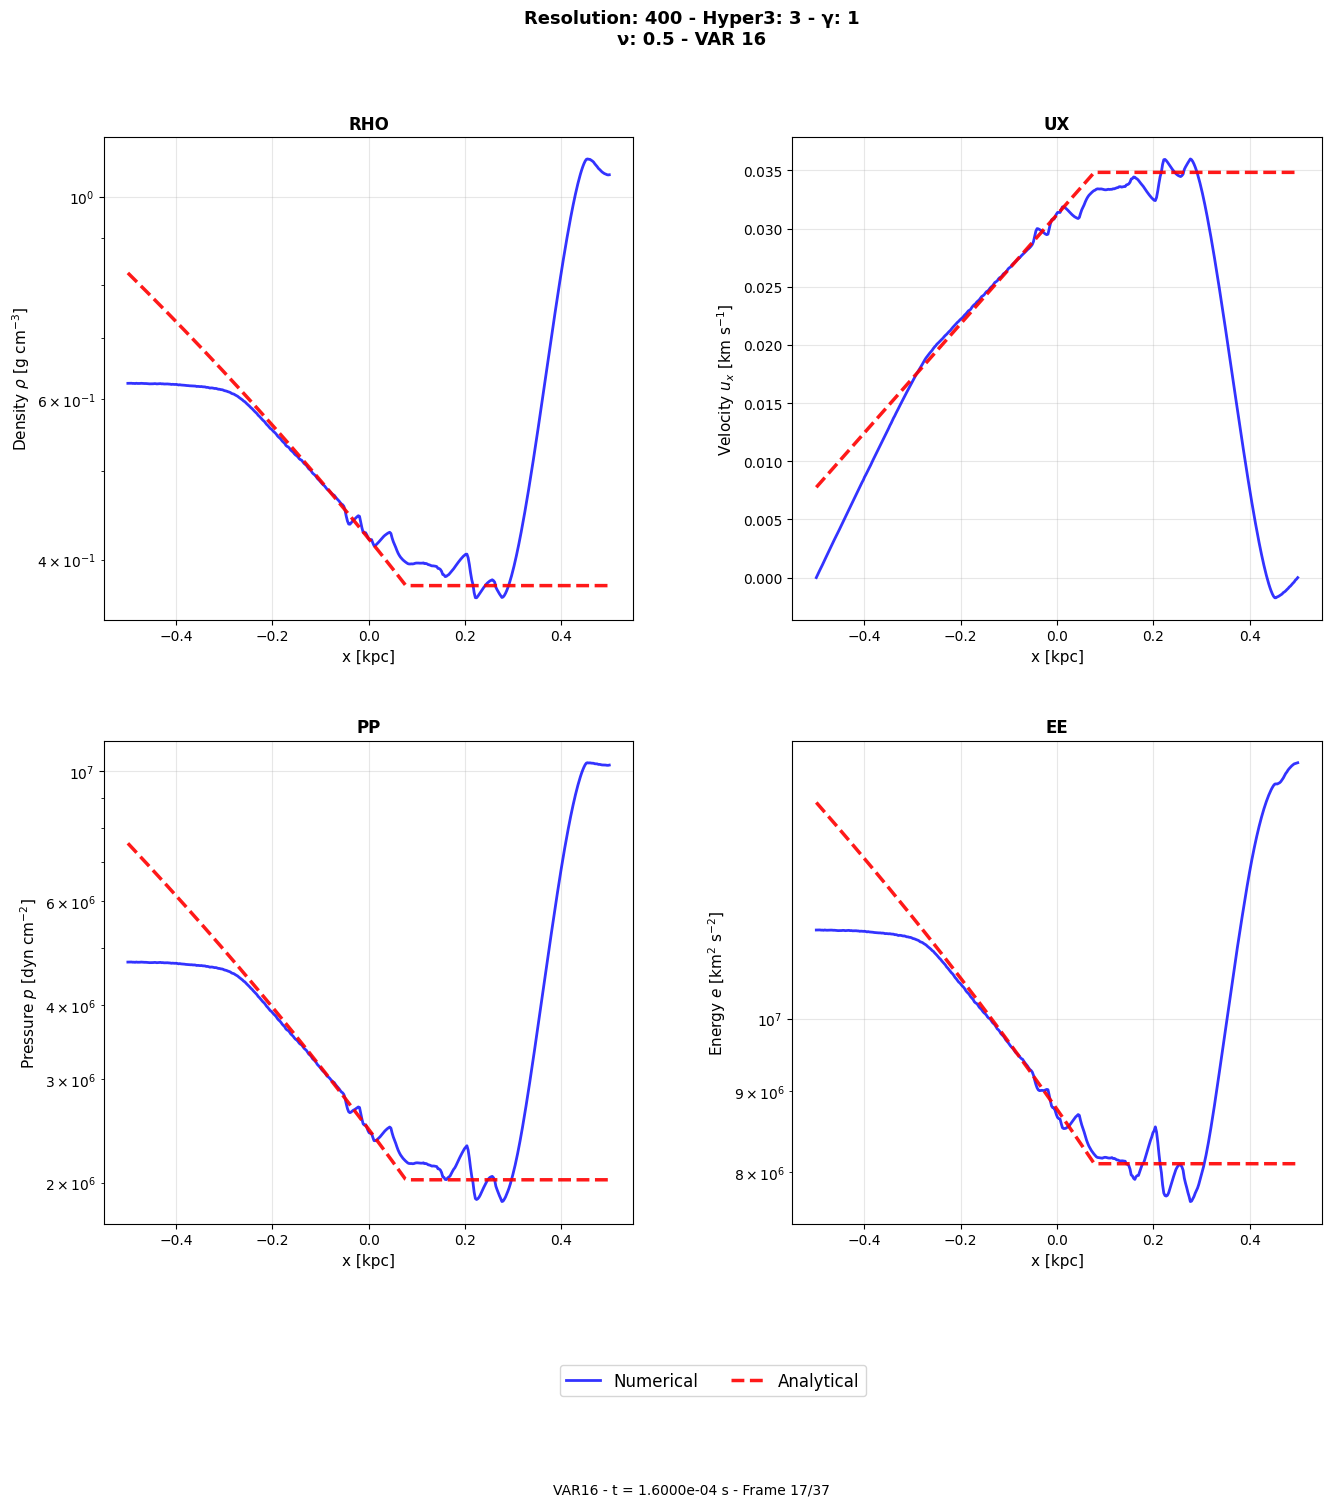 Resolution: 400 - Hyper3: 3 - γ: 1
ν: 0.5 - VAR 16
RHO
Density ρ [g cm⁻³]
10⁰
6 × 10⁻¹
4 × 10⁻¹
−0.4 −0.2 0.0 0.2 0.4
x [kpc]
UX
Velocity uₓ [km s⁻¹]
0.035
0.030
0.025
0.020
0.015
0.010
0.005
0.000
−0.4 −0.2 0.0 0.2 0.4
x [kpc]
PP
Pressure p [dyn cm⁻²]
10⁷
6 × 10⁶
4 × 10⁶
3 × 10⁶
2 × 10⁶
−0.4 −0.2 0.0 0.2 0.4
x [kpc]
EE
Energy e [km² s⁻²]
10⁷
9 × 10⁶
8 × 10⁶
−0.4 −0.2 0.0 0.2 0.4
x [kpc]
Numerical Analytical
VAR16 - t = 1.6000e-04 s - Frame 17/37